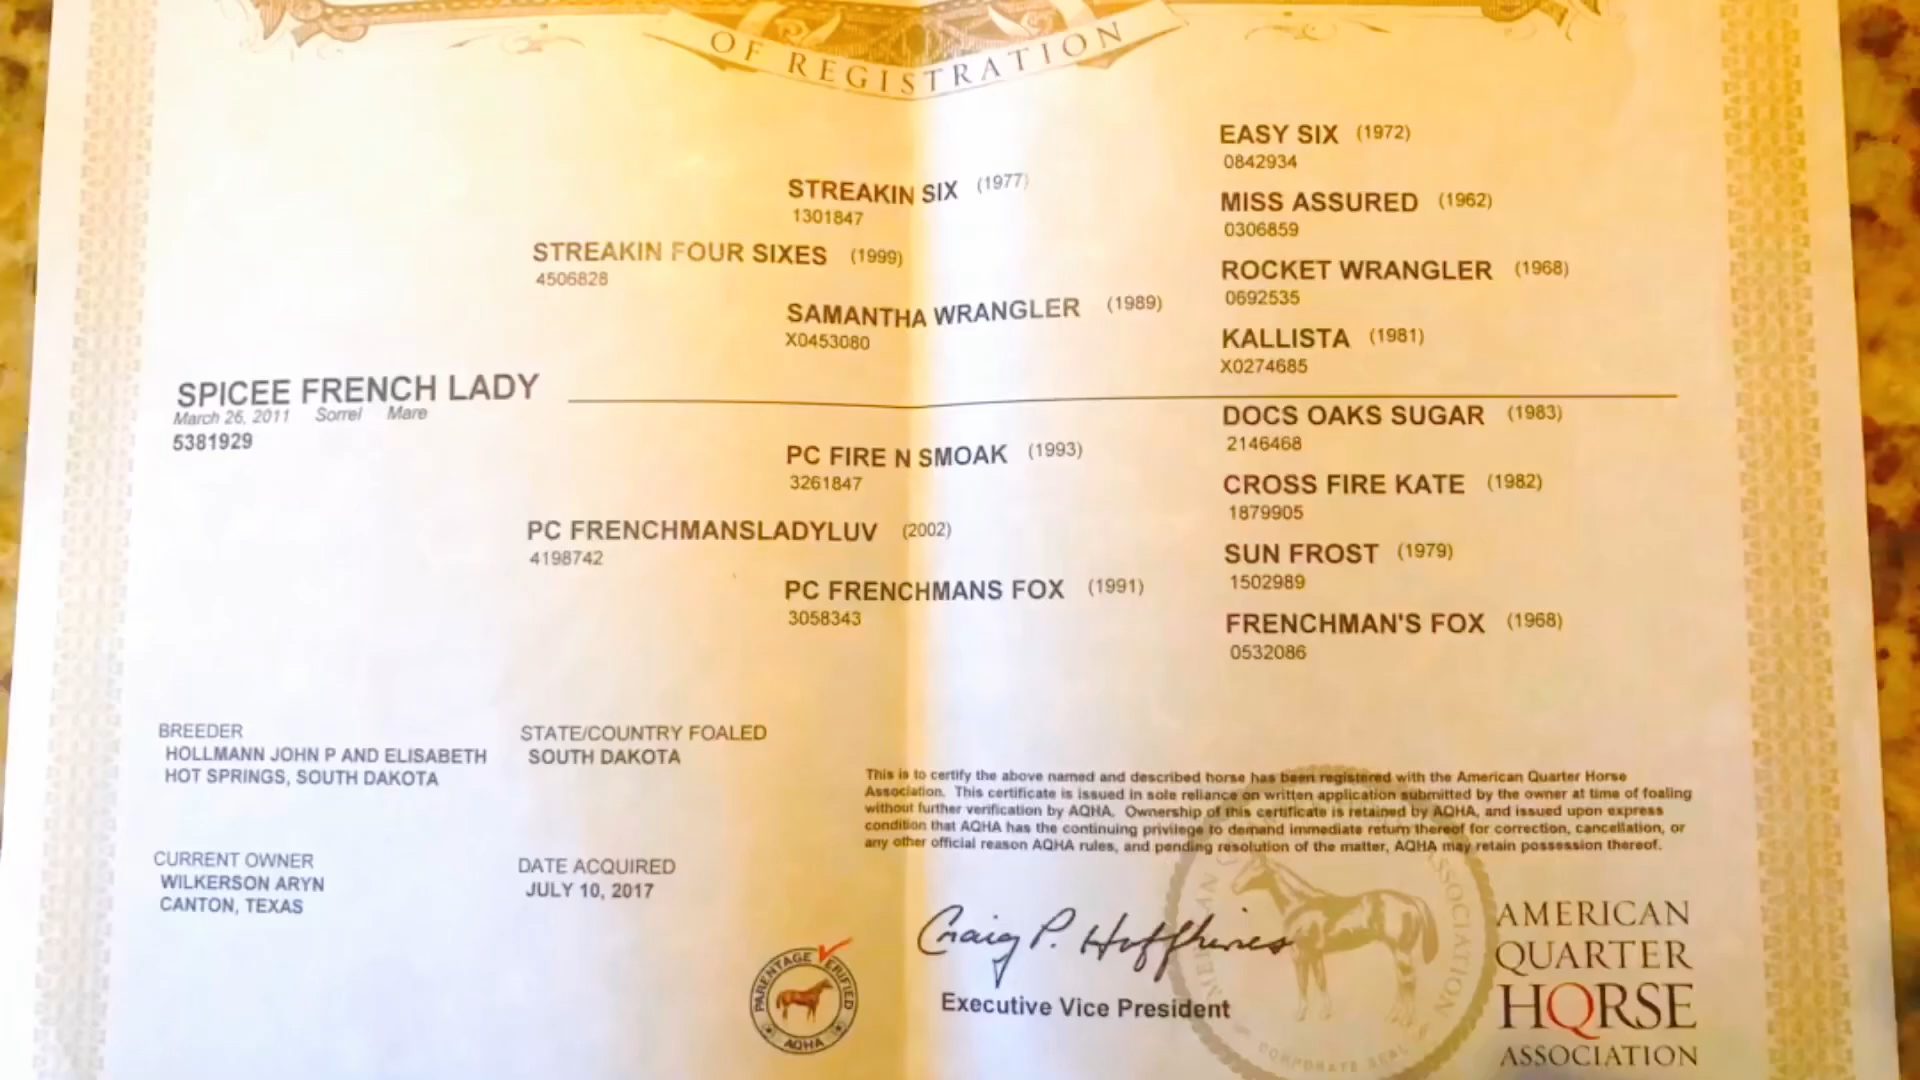 OF REGISTRATION
EASY SIX (1972)
0842934
STREAKIN SIX (1977)
1301847
MISS ASSURED (1962)
0306859
STREAKIN FOUR SIXES (1999)
4506828
ROCKET WRANGLER (1968)
0692535
SAMANTHA WRANGLER (1989)
X0453080
KALLISTA (1981)
X0274685
SPICEE FRENCH LADY
March 26, 2011 Sorrel Mare
5381929
DOCS OAKS SUGAR (1983)
2146468
PC FIRE N SMOAK (1993)
3261847
CROSS FIRE KATE (1982)
1879905
PC FRENCHMANSLADYLUV (2002)
4198742
SUN FROST (1979)
1502989
PC FRENCHMANS FOX (1991)
3058343
FRENCHMAN'S FOX (1968)
0532086
BREEDER
HOLLMANN JOHN P AND ELISABETH
HOT SPRINGS, SOUTH DAKOTA
STATE/COUNTRY FOALED
SOUTH DAKOTA
This is to certify the above named and described horse has been registered with the American Quarter Horse
Association. This certificate is issued in sole reliance on written application submitted by the owner at time of foaling
without further verification by AQHA. Ownership of this certificate is retained by AQHA, and issued upon express
condition that AQHA has the continuing privilege to demand immediate return thereof for correction, cancellation, or
any other official reason AQHA rules, and pending resolution of the matter, AQHA may retain possession thereof.
CURRENT OWNER
WILKERSON ARYN
CANTON, TEXAS
DATE ACQUIRED
JULY 10, 2017
Craig P. Huffhines
Executive Vice President
PARENTAGE VERIFIED
AQHA
AMERICAN
ASSOCIATION
CORPORATE SEAL
AMERICAN
QUARTER
HORSE
ASSOCIATION